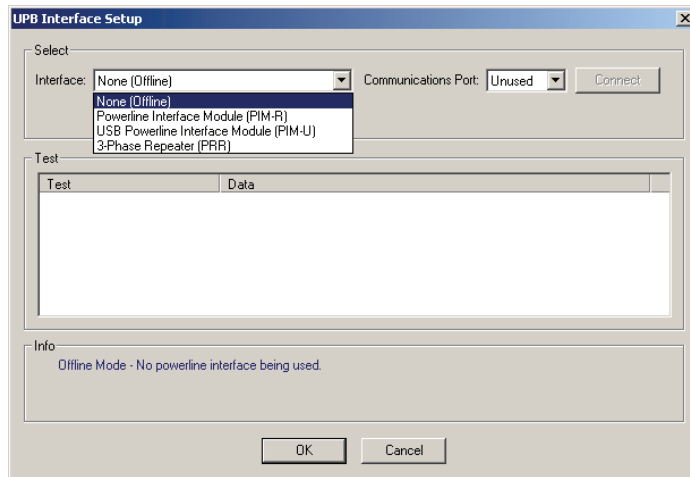 UPB Interface Setup
Select
Interface: None (Offline) Communications Port: Unused Connect
None (Offline)
Powerline Interface Module (PIM-R)
USB Powerline Interface Module (PIM-U)
3-Phase Repeater (PRR)
Test
Test Data
Info
Offline Mode - No powerline interface being used.
OK Cancel